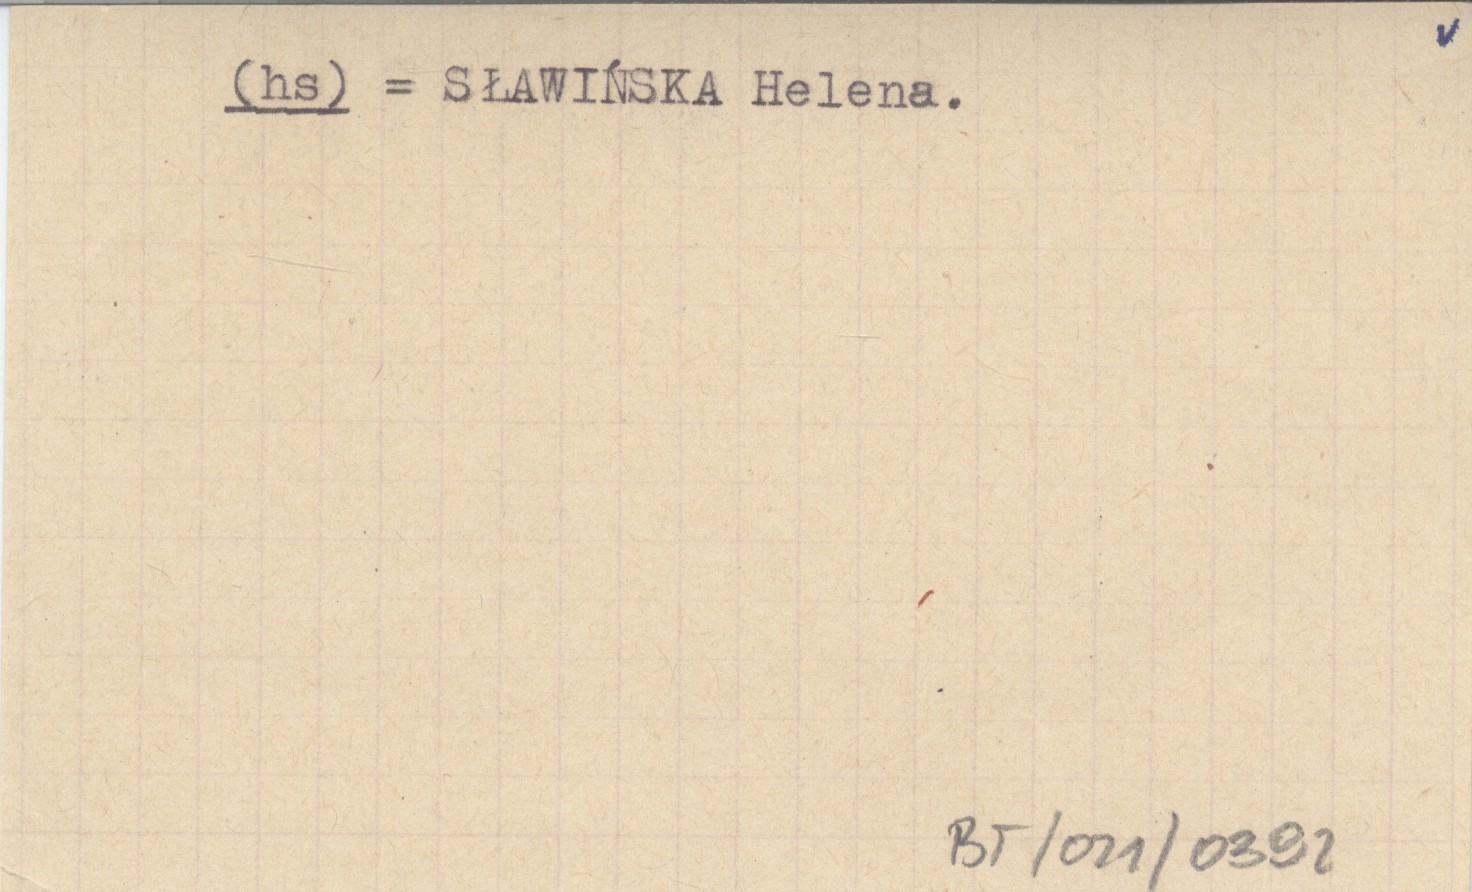 (hs) = SŁAWIŃSKA Helena.
BT/021/0392